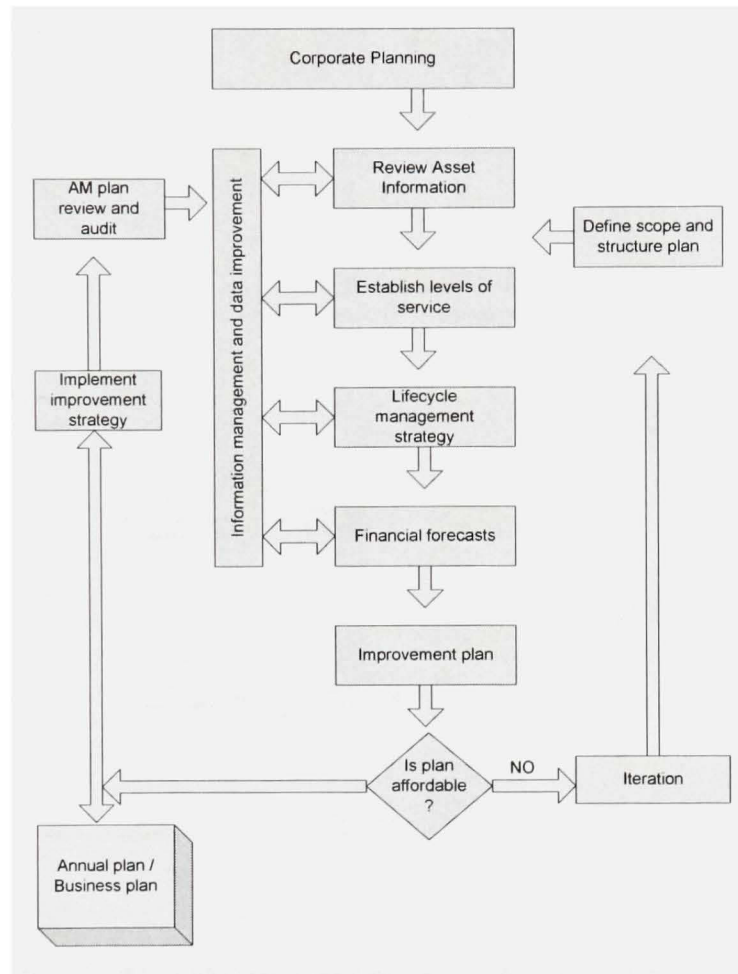 Corporate Planning
Review Asset
Information
AM plan
review and
audit
Define scope and
structure plan
Information management and data improvement
Establish levels of
service
Implement
improvement
strategy
Lifecycle
management
strategy
Financial forecasts
Improvement plan
Is plan
affordable
?
NO
Iteration
Annual plan /
Business plan